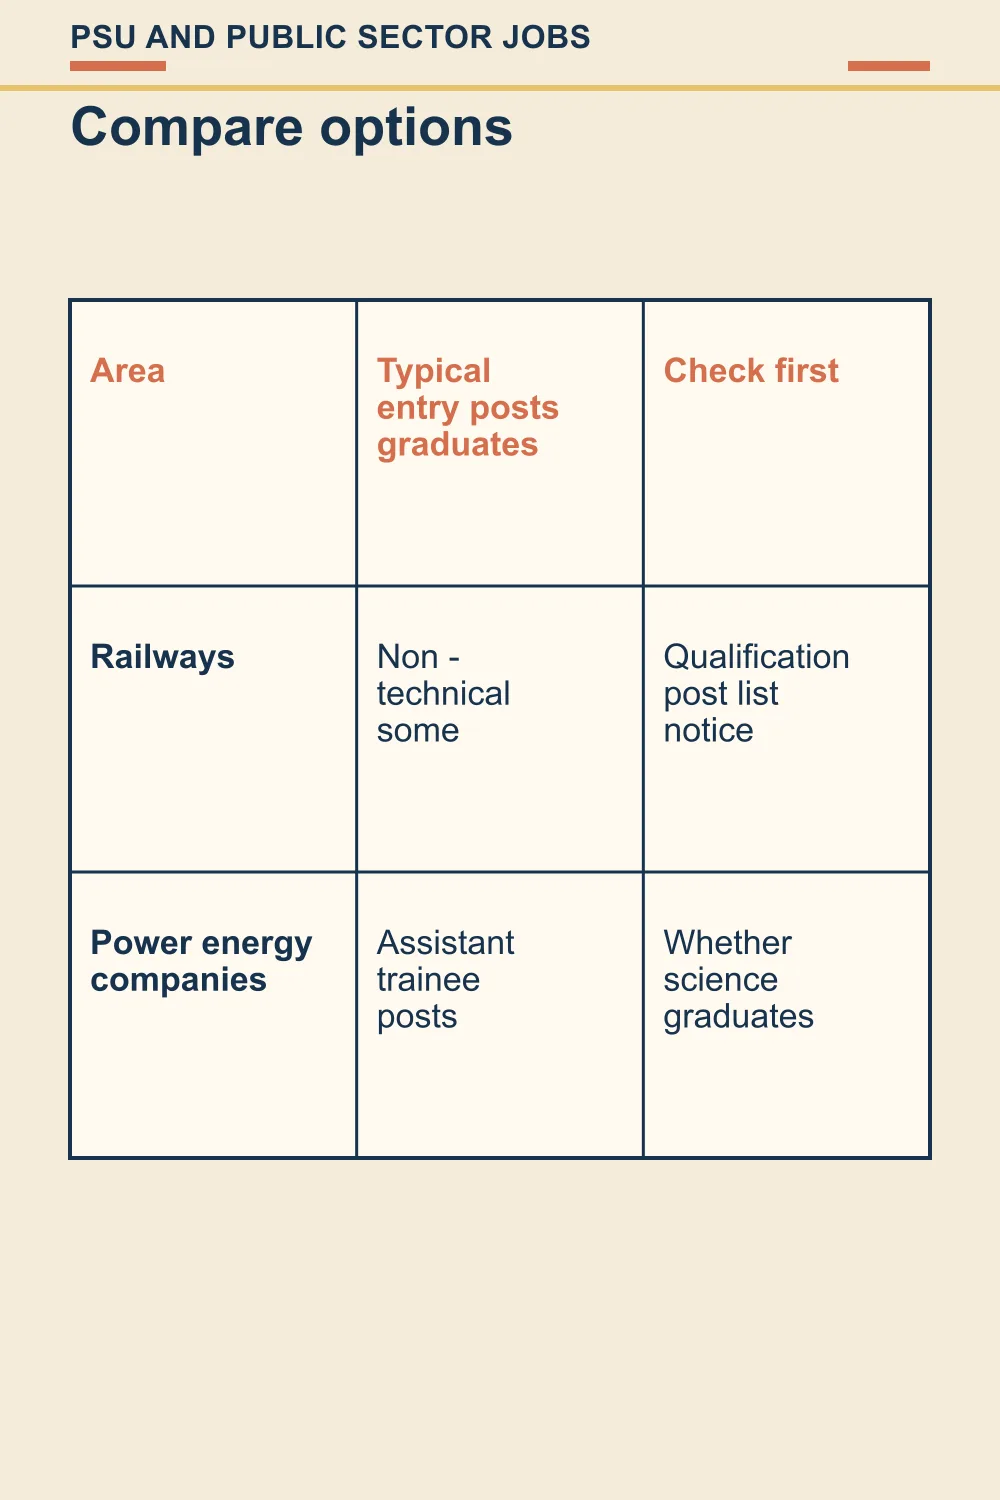 PSU AND PUBLIC SECTOR JOBS
Compare options
Area
Typical
entry posts
graduates
Check first
Railways
Non -
technical
some
Qualification
post list
notice
Power energy
companies
Assistant
trainee
posts
Whether
science
graduates